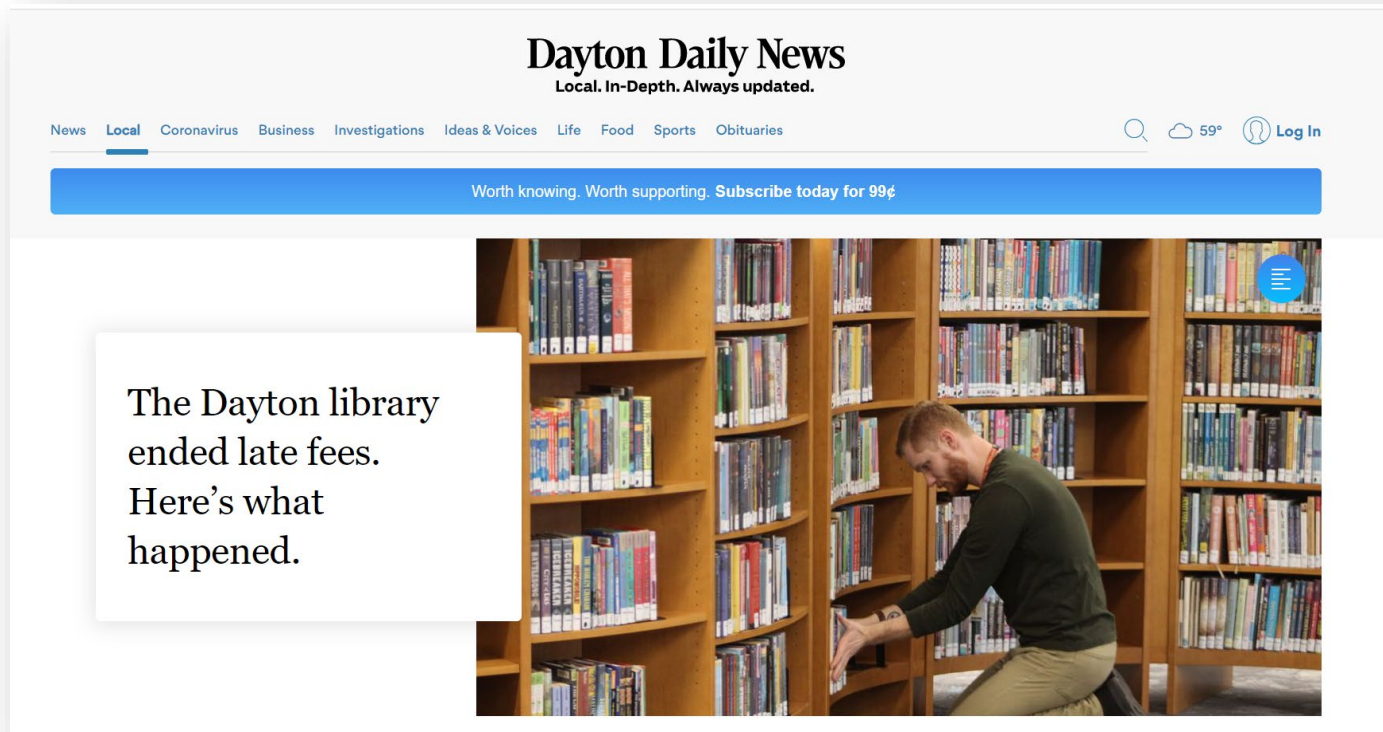 Dayton Daily News
Local. In-Depth. Always updated.
News Local Coronavirus Business Investigations Ideas & Voices Life Food Sports Obituaries 59° Log In
Worth knowing. Worth supporting. Subscribe today for 99¢
The Dayton library
ended late fees.
Here’s what
happened.
ICEBREAKER